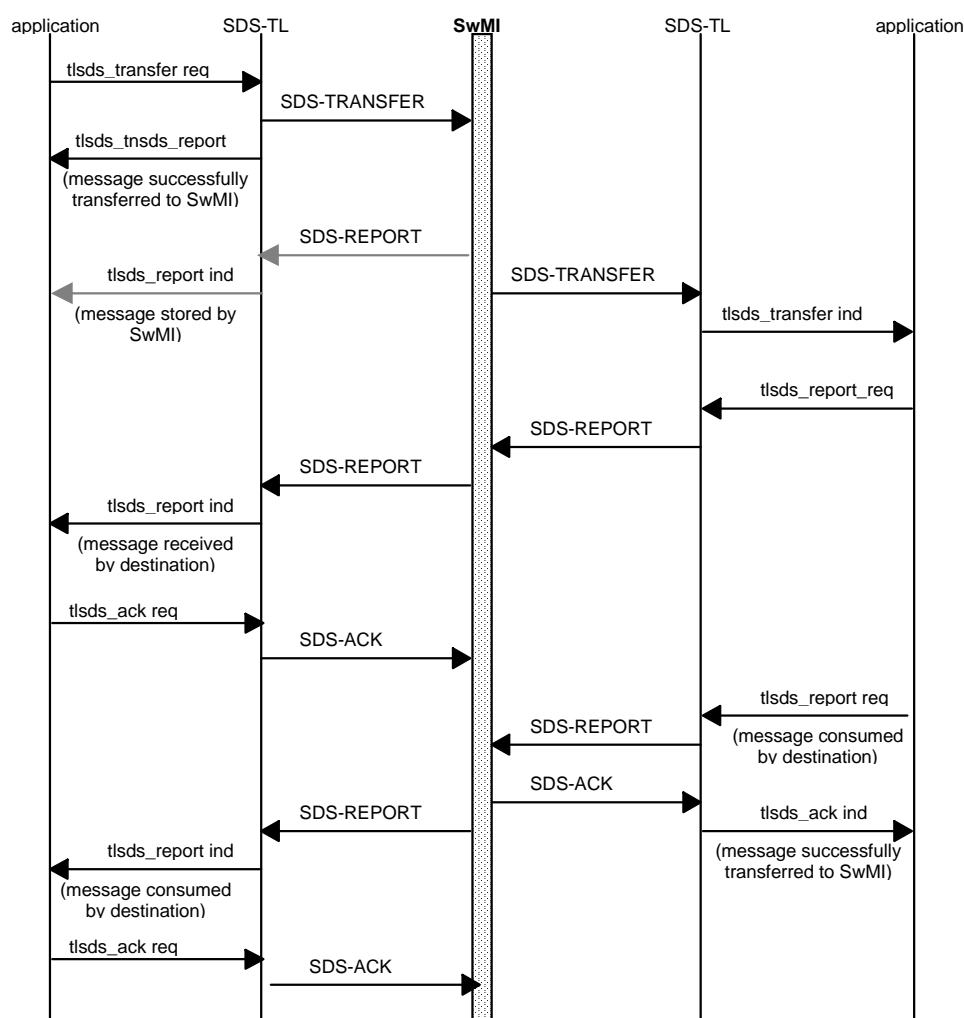 application
SDS-TL
SwMI
SDS-TL
application
tlsds_transfer req
SDS-TRANSFER
tlsds_tnsds_report
(message successfully
transferred to SwMI)
SDS-REPORT
tlsds_report ind
SDS-TRANSFER
(message stored by
SwMI)
tlsds_transfer ind
tlsds_report_req
SDS-REPORT
SDS-REPORT
tlsds_report ind
(message received
by destination)
tlsds_ack req
SDS-ACK
tlsds_report req
SDS-REPORT
(message consumed
by destination)
SDS-ACK
SDS-REPORT
tlsds_ack ind
tlsds_report ind
(message successfully
transferred to SwMI)
(message consumed
by destination)
tlsds_ack req
SDS-ACK